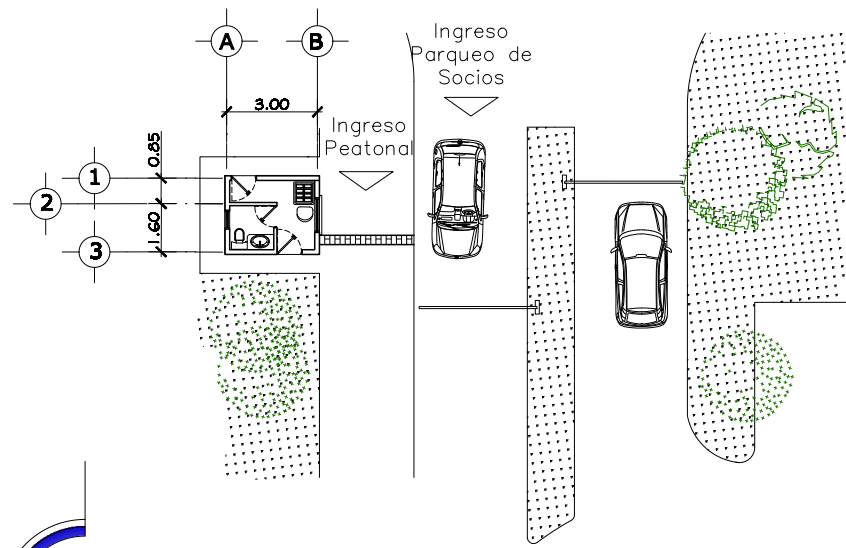 A
B
Ingreso
Parqueo de
Socios
3.00
Ingreso
Peatonal
0.85
1
2
1.60
3